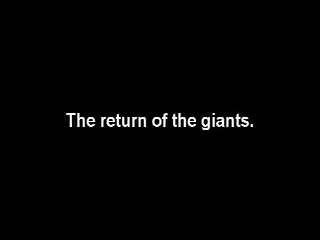 The return of the giants.